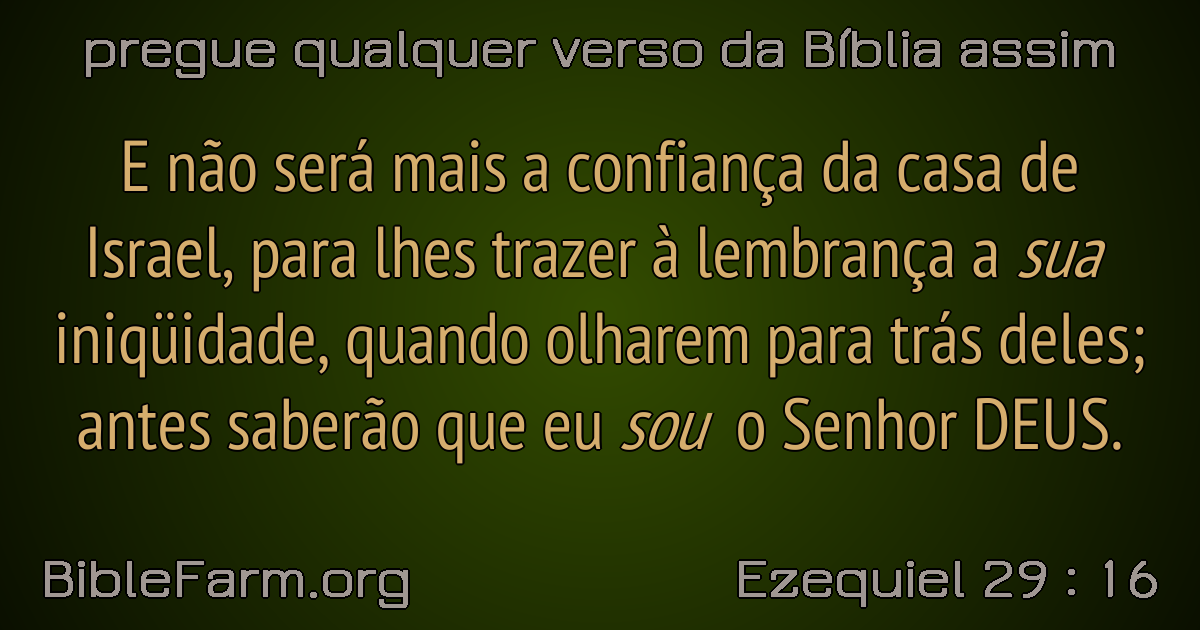 pregue qualquer verso da Bíblia assim
E não será mais a confiança da casa de
Israel, para lhes trazer à lembrança a sua
iniqüidade, quando olharem para trás deles;
antes saberão que eu sou o Senhor DEUS.
BibleFarm.org
Ezequiel 29 : 16